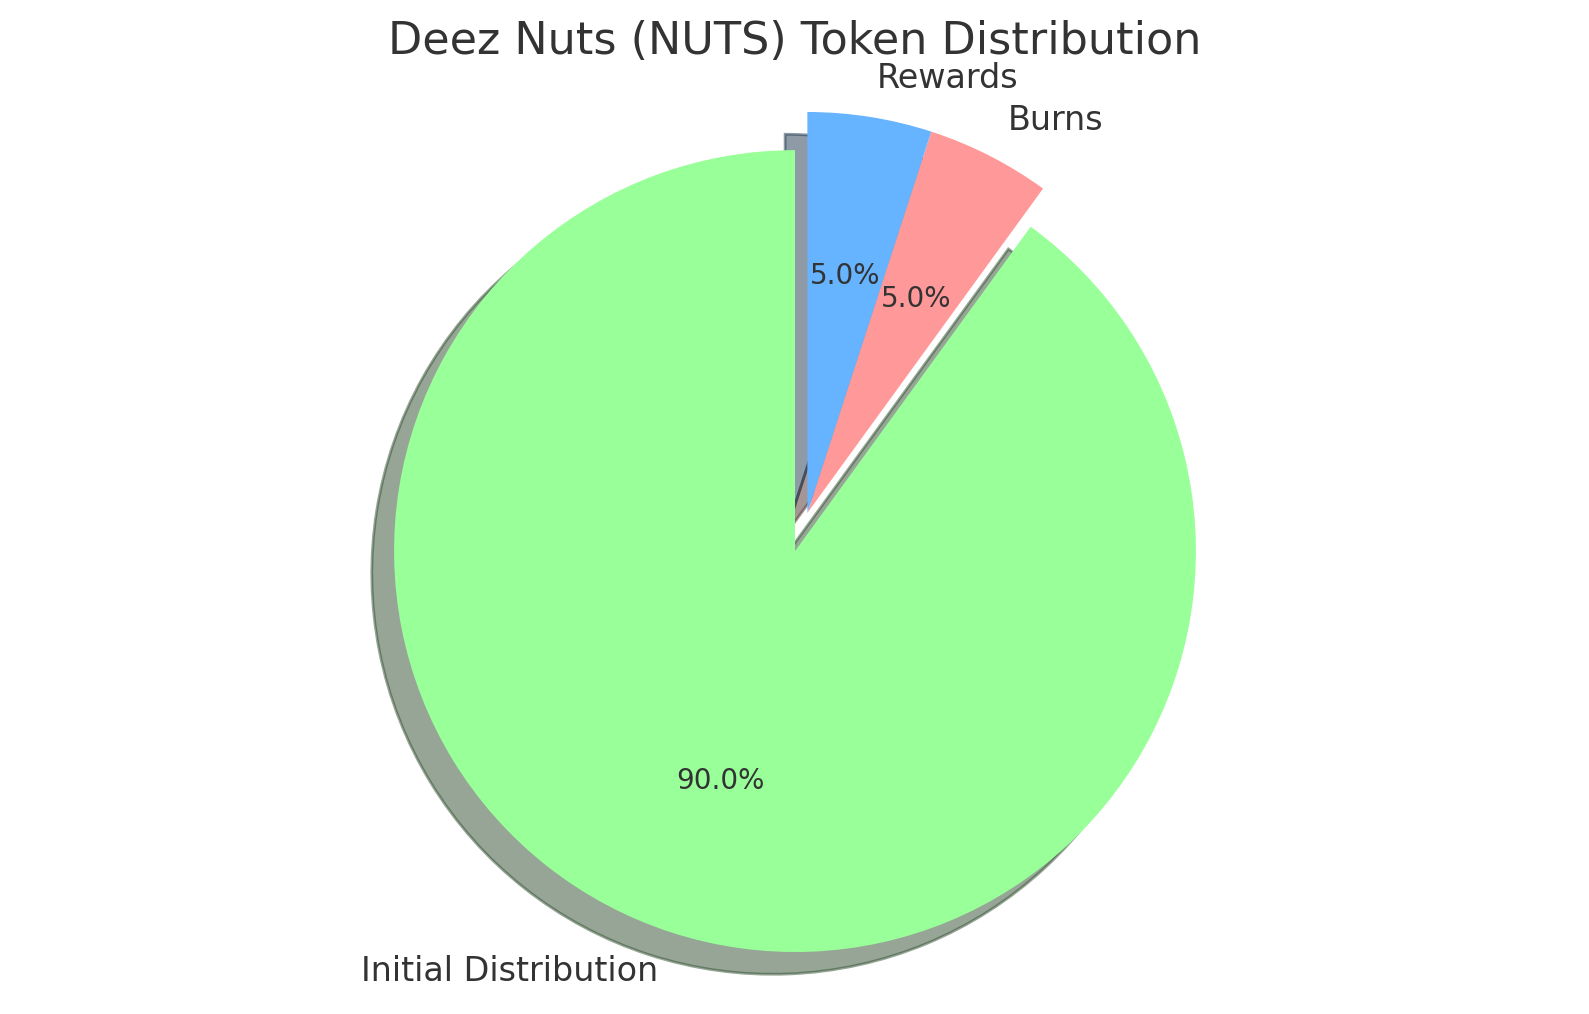 Deez Nuts (NUTS) Token Distribution
Rewards
Burns
5.0%
5.0%
90.0%
Initial Distribution